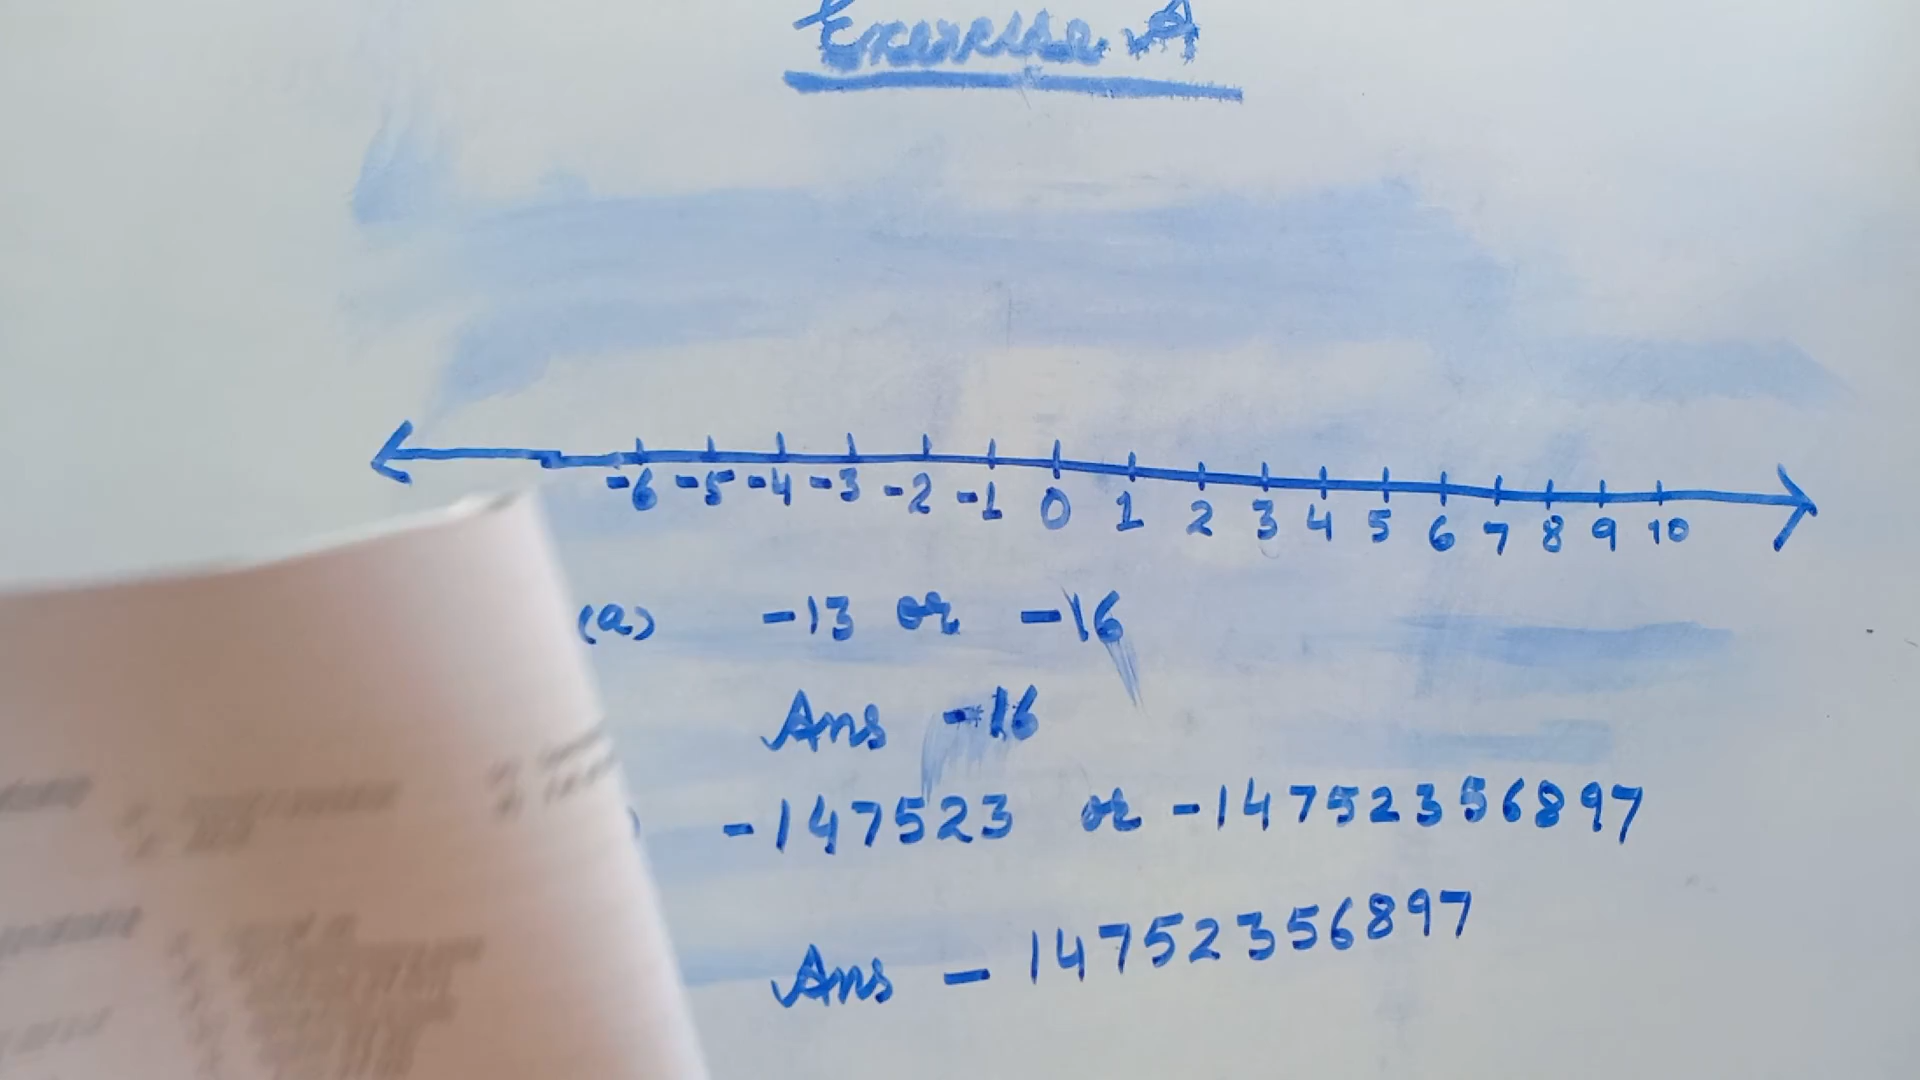 Exercise A
-6 -5 -4 -3 -2 -1 0 1 2 3 4 5 6 7 8 9 10
(a) -13 or -16
Ans -16
) -147523 or -14752356897
Ans - 14752356897